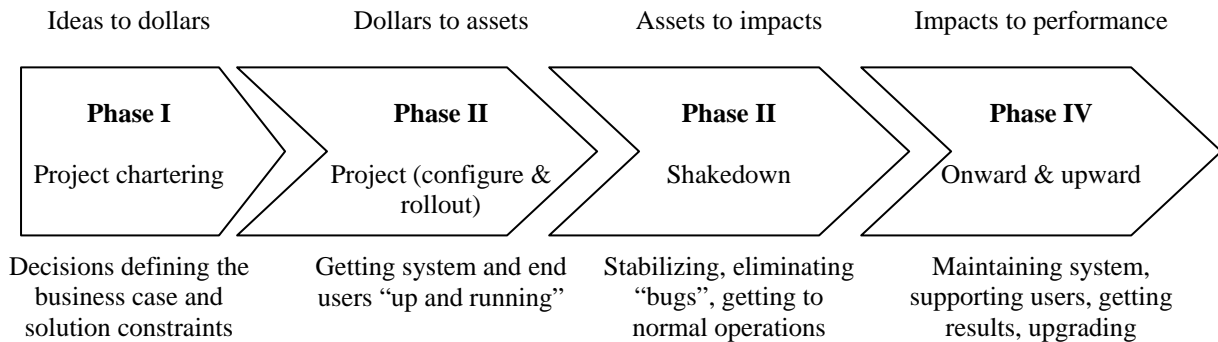 Ideas to dollars
Dollars to assets
Assets to impacts
Impacts to performance
Phase I
Project chartering
Phase II
Project (configure &
rollout)
Phase II
Shakedown
Phase IV
Onward & upward
Decisions defining the
business case and
solution constraints
Getting system and end
users “up and running”
Stabilizing, eliminating
“bugs”, getting to
normal operations
Maintaining system,
supporting users, getting
results, upgrading